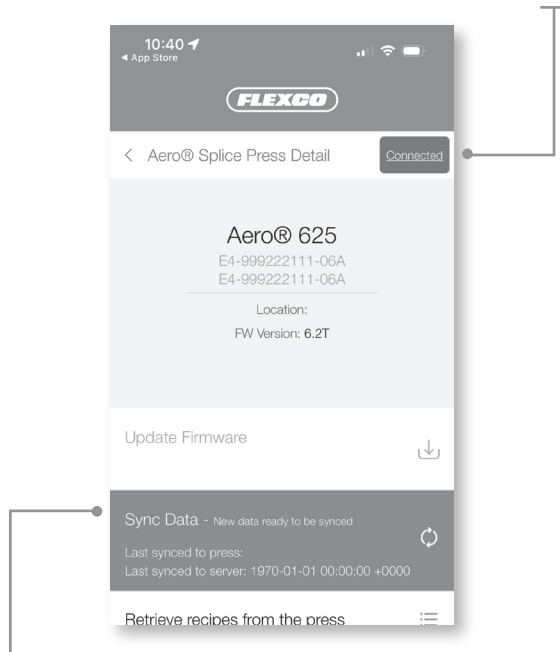 10:40
◄ App Store
FLEXCO
< Aero® Splice Press Detail
Connected
Aero® 625
E4-999222111-06A
E4-999222111-06A
Location:
FW Version: 6.2T
Update Firmware
Sync Data - New data ready to be synced
Last synced to press:
Last synced to server: 1970-01-01 00:00:00 +0000
Retrieve recipes from the press